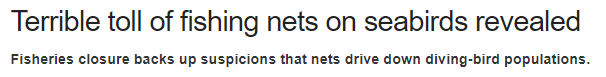 Terrible toll of fishing nets on seabirds revealed
Fisheries closure backs up suspicions that nets drive down diving-bird populations.